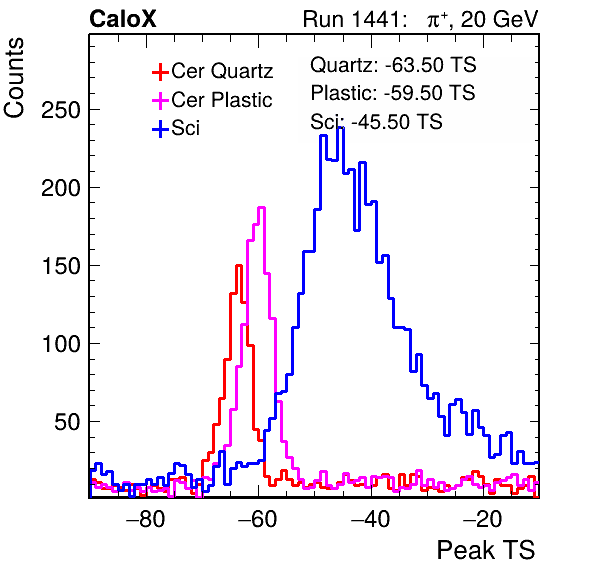 CaloX Run 1441: π+, 20 GeV
Counts
Cer Quartz
Cer Plastic
Sci
Quartz: -63.50 TS
Plastic: -59.50 TS
Sci: -45.50 TS
250
200
150
100
50
−80 −60 −40 −20
Peak TS